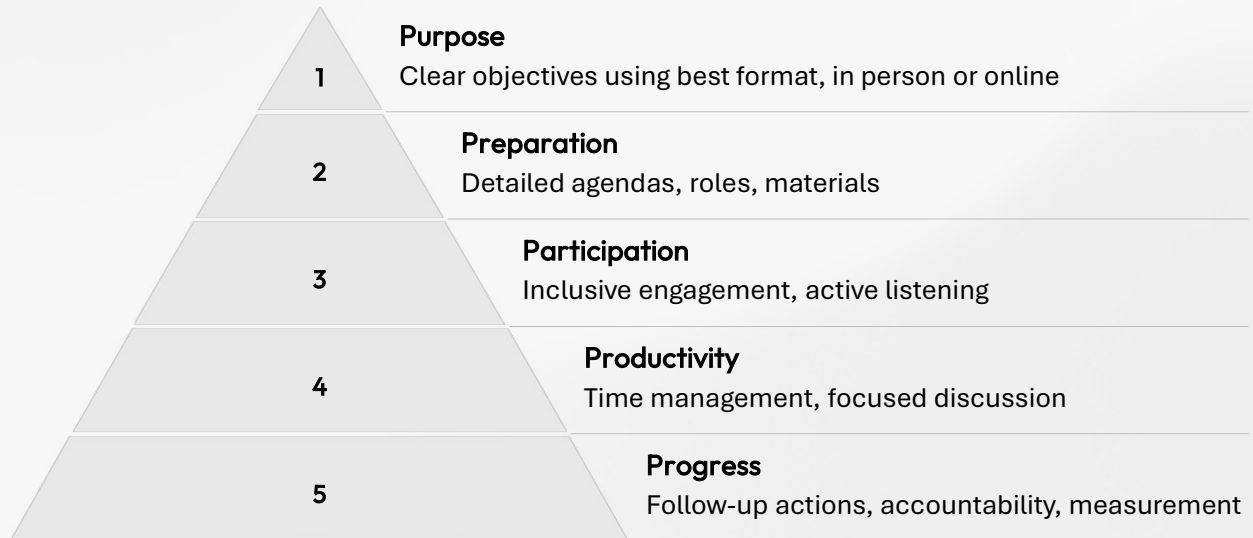 1
Purpose
Clear objectives using best format, in person or online
2
Preparation
Detailed agendas, roles, materials
3
Participation
Inclusive engagement, active listening
4
Productivity
Time management, focused discussion
5
Progress
Follow-up actions, accountability, measurement